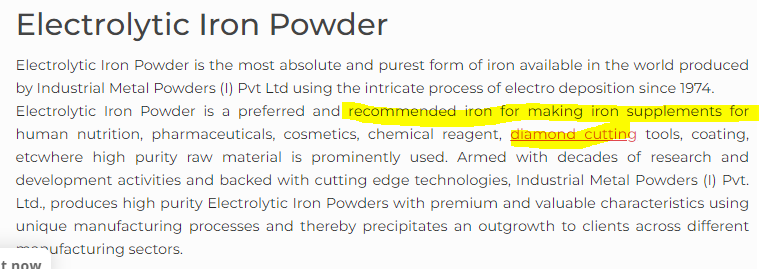 Electrolytic Iron Powder
Electrolytic Iron Powder is the most absolute and purest form of iron available in the world produced
by Industrial Metal Powders (I) Pvt Ltd using the intricate process of electro deposition since 1974.
Electrolytic Iron Powder is a preferred and recommended iron for making iron supplements for
human nutrition, pharmaceuticals, cosmetics, chemical reagent, diamond cutting tools, coating,
etcwhere high purity raw material is prominently used. Armed with decades of research and
development activities and backed with cutting edge technologies, Industrial Metal Powders (I) Pvt.
Ltd., produces high purity Electrolytic Iron Powders with premium and valuable characteristics using
unique manufacturing processes and thereby precipitates an outgrowth to clients across different
manufacturing sectors.
t now